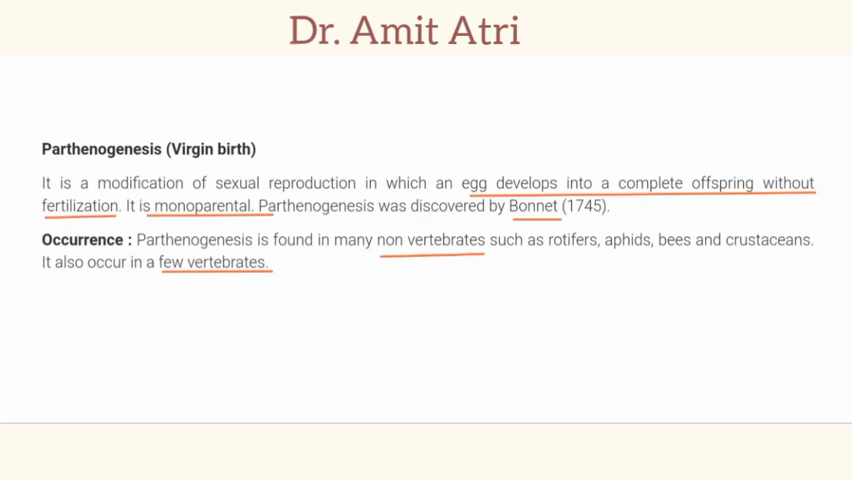 Dr. Amit Atri
Parthenogenesis (Virgin birth)
It is a modification of sexual reproduction in which an egg develops into a complete offspring without
fertilization. It is monoparental. Parthenogenesis was discovered by Bonnet (1745).
Occurrence : Parthenogenesis is found in many non vertebrates such as rotifers, aphids, bees and crustaceans.
It also occur in a few vertebrates.